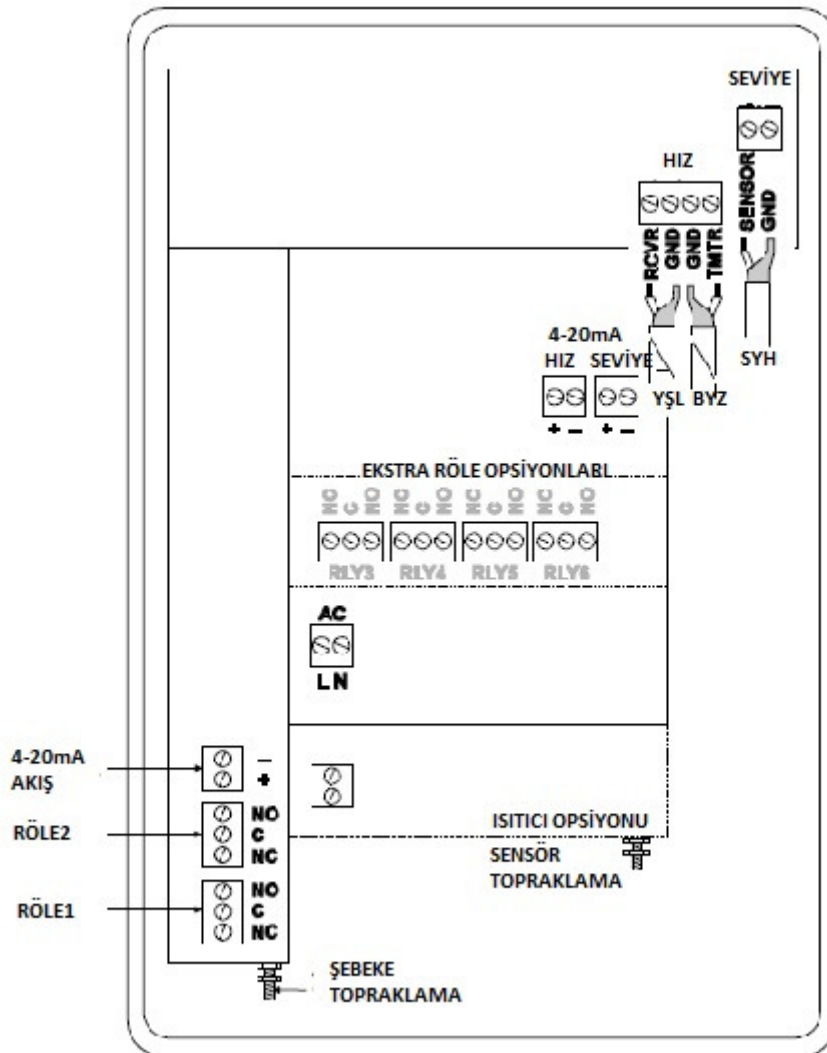 SEVİYE
+ -
HIZ
SENSOR
GND
RCVR
GND
GND
TMTR
4-20mA
HIZ SEVİYE
SYH
YŞL BYZ
+ - + -
EKSTRA RÖLE OPSİYONLARI
NC C NO NC C NO NC C NO NC C NO
RLY3 RLY4 RLY5 RLY6
AC
L N
4-20mA
AKIŞ
-
+
RÖLE2
NO
C
NC
ISITICI OPSİYONU
SENSÖR
TOPRAKLAMA
RÖLE1
NO
C
NC
ŞEBEKE
TOPRAKLAMA